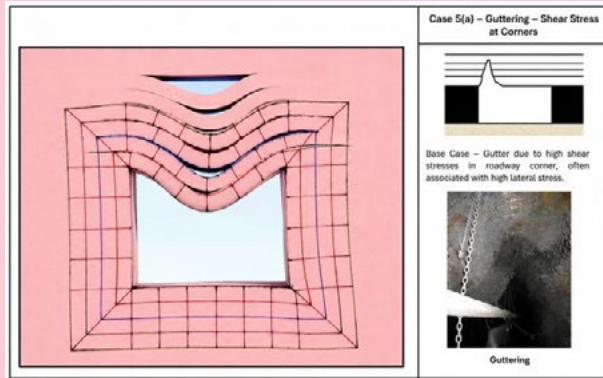 Case 5(a) – Guttering – Shear Stress
at Corners
Base Case – Gutter due to high shear
stresses in roadway corner, often
associated with high lateral stress.
Guttering